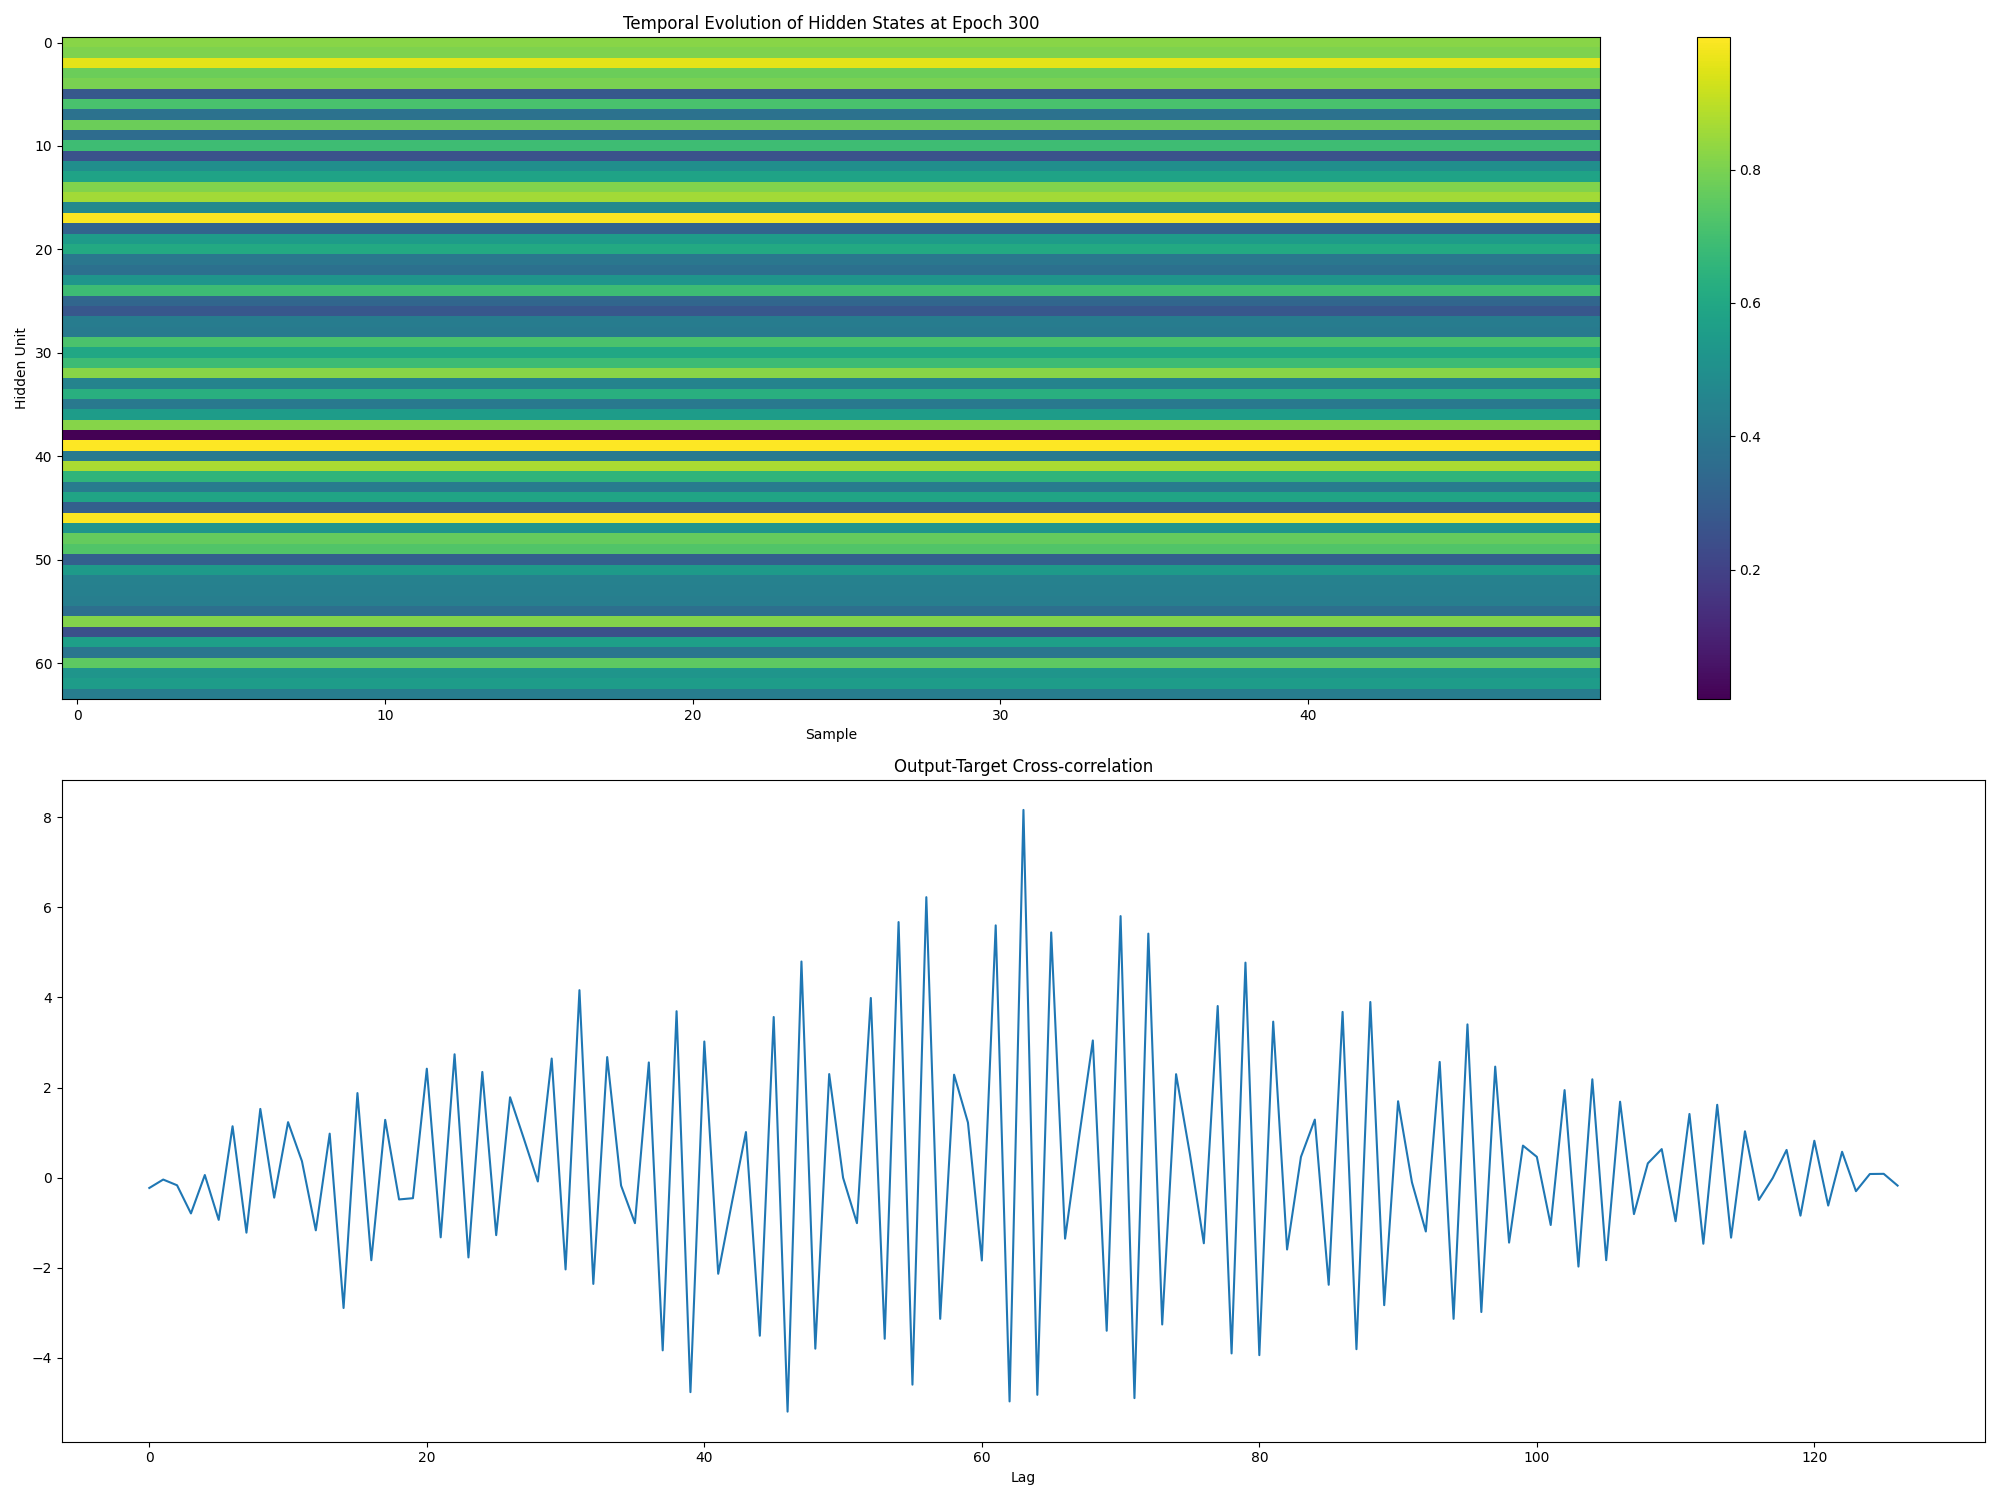 Temporal Evolution of Hidden States at Epoch 300
0
10
20
30
40
50
60
Hidden Unit
0 10 20 30 40
Sample
0.8
0.6
0.4
0.2
Output-Target Cross-correlation
8
6
4
2
0
−2
−4
0 20 40 60 80 100 120
Lag